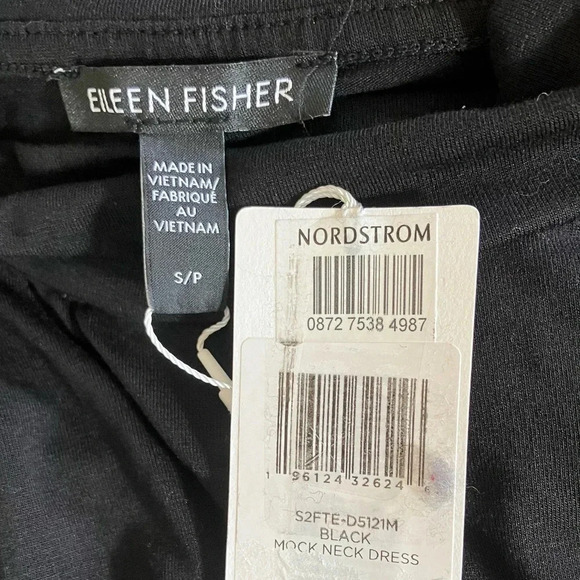 EILEEN FISHER
MADE IN
VIETNAM/
FABRIQUÉ
AU
VIETNAM
S/P
NORDSTROM
0872 7538 4987
1 96124 32624 6
S2FTE-D5121M
BLACK
MOCK NECK DRESS